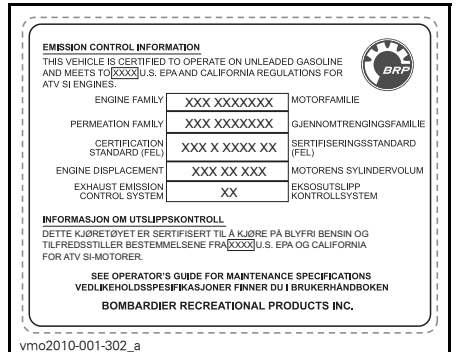 EMISSION CONTROL INFORMATION
THIS VEHICLE IS CERTIFIED TO OPERATE ON UNLEADED GASOLINE
AND MEETS TO XXXX U.S. EPA AND CALIFORNIA REGULATIONS FOR
ATV SI ENGINES.
BRP
ENGINE FAMILY XXX XXXXXXX MOTORFAMILIE
PERMEATION FAMILY XXX XXXXXXX GJENNOMTRENGINGSFAMILIE
CERTIFICATION
STANDARD (FEL) XXX X XXXX XX SERTIFISERINGSSTANDARD
(FEL)
ENGINE DISPLACEMENT XXX XX XXX MOTORENS SYLINDERVOLUM
EXHAUST EMISSION
CONTROL SYSTEM XX EKSOSUTSLIPP
KONTROLLSYSTEM
INFORMASJON OM UTSLIPPSKONTROLL
DETTE KJØRETØYET ER SERTIFISERT TIL Å KJØRE PÅ BLYFRI BENSIN OG
TILFREDSSTILLER BESTEMMELSENE FRA XXXX U.S. EPA OG CALIFORNIA
FOR ATV SI-MOTORER.
SEE OPERATOR'S GUIDE FOR MAINTENANCE SPECIFICATIONS
VEDLIKEHOLDSSPESIFIKASJONER FINNER DU I BRUKERHÅNDBOKEN
BOMBARDIER RECREATIONAL PRODUCTS INC.
vmo2010-001-302_a